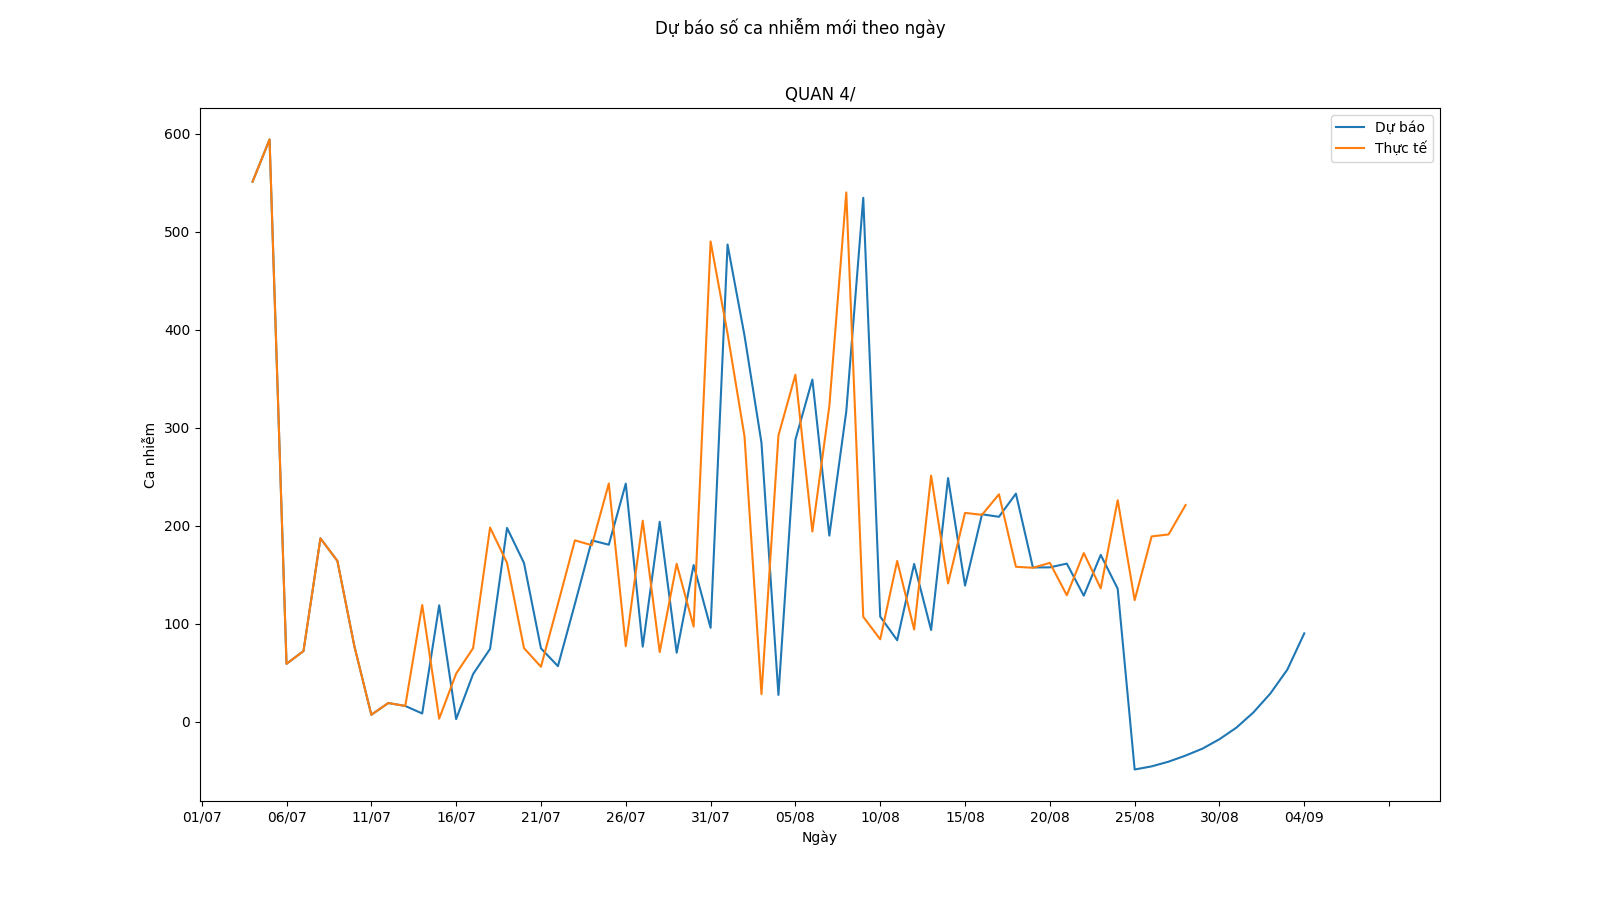 Dự báo số ca nhiễm mới theo ngày
QUAN 4/
Dự báo
Thực tế
600
500
400
300
200
100
0
Ca nhiễm
01/07 06/07 11/07 16/07 21/07 26/07 31/07 05/08 10/08 15/08 20/08 25/08 30/08 04/09
Ngày